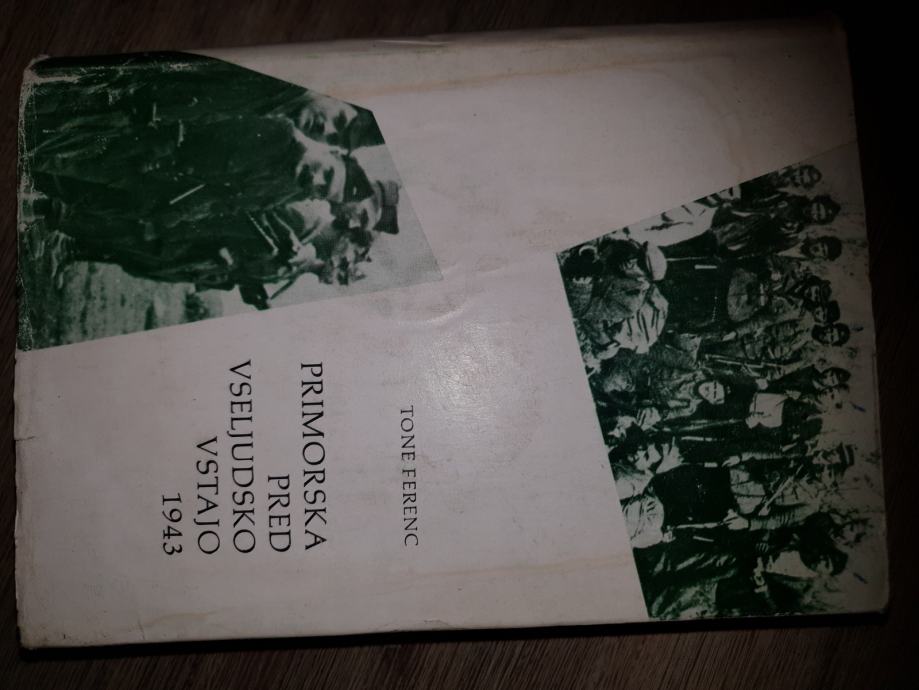 TONE FERENC
PRIMORSKA
PRED
VSELJUDSKO
VSTAJO
1943